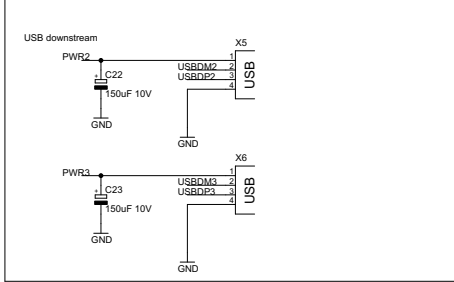 USB downstream
X5
PWR2
1
USBDM2 2
USBDP2 3
4
USB
+ C22
150uF 10V
GND
GND
X6
PWR3
1
USBDM3 2
USBDP3 3
4
USB
+ C23
150uF 10V
GND
GND